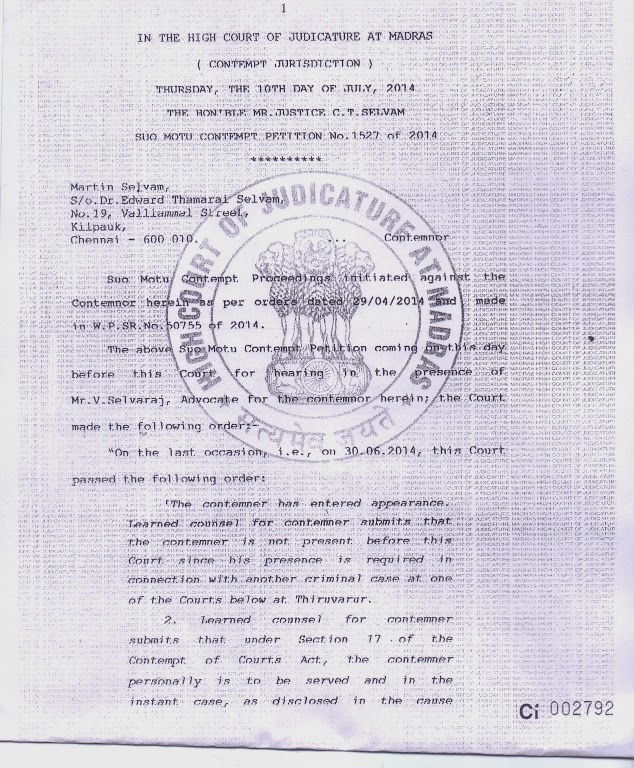 1
IN THE HIGH COURT OF JUDICATURE AT MADRAS
( CONTEMPT JURISDICTION )
THURSDAY, THE 10TH DAY OF JULY, 2014
THE HON'BLE MR.JUSTICE C.T.SELVAM
SUO MOTU CONTEMPT PETITION No.1527 of 2014
**********
Martin Selvam,
S/o.Dr.Edward Thamarai Selvam,
No.19, Valliammal Street,
Kilpauk,
Chennai - 600 010. ... Contemnor
Suo Motu Contempt Proceedings initiated against the
Contemnor herein as per orders dated 29/04/2014 and made
in W.P.SR.No.50755 of 2014.
The above Suo Motu Contempt Petition coming on this day
before this Court for hearing in the presence of
Mr.V.Selvaraj, Advocate for the contemnor herein; the Court
made the following order:-
"On the last occasion, i.e., on 30.06.2014, this Court
passed the following order:
'The contemner has entered appearance.
Learned counsel for contemner submits that
the contemner is not present before this
Court since his presence is required in
connection with another criminal case at one
of the Courts below at Thiruvarur.
2. Learned counsel for contemner
submits that under Section 17 of the
Contempt of Courts Act, the contemner
personally is to be served and in the
instant case, as disclosed in the cause
Ci 002792
HIGH COURT OF JUDICATURE AT MADRAS
सत्यमेव जयते